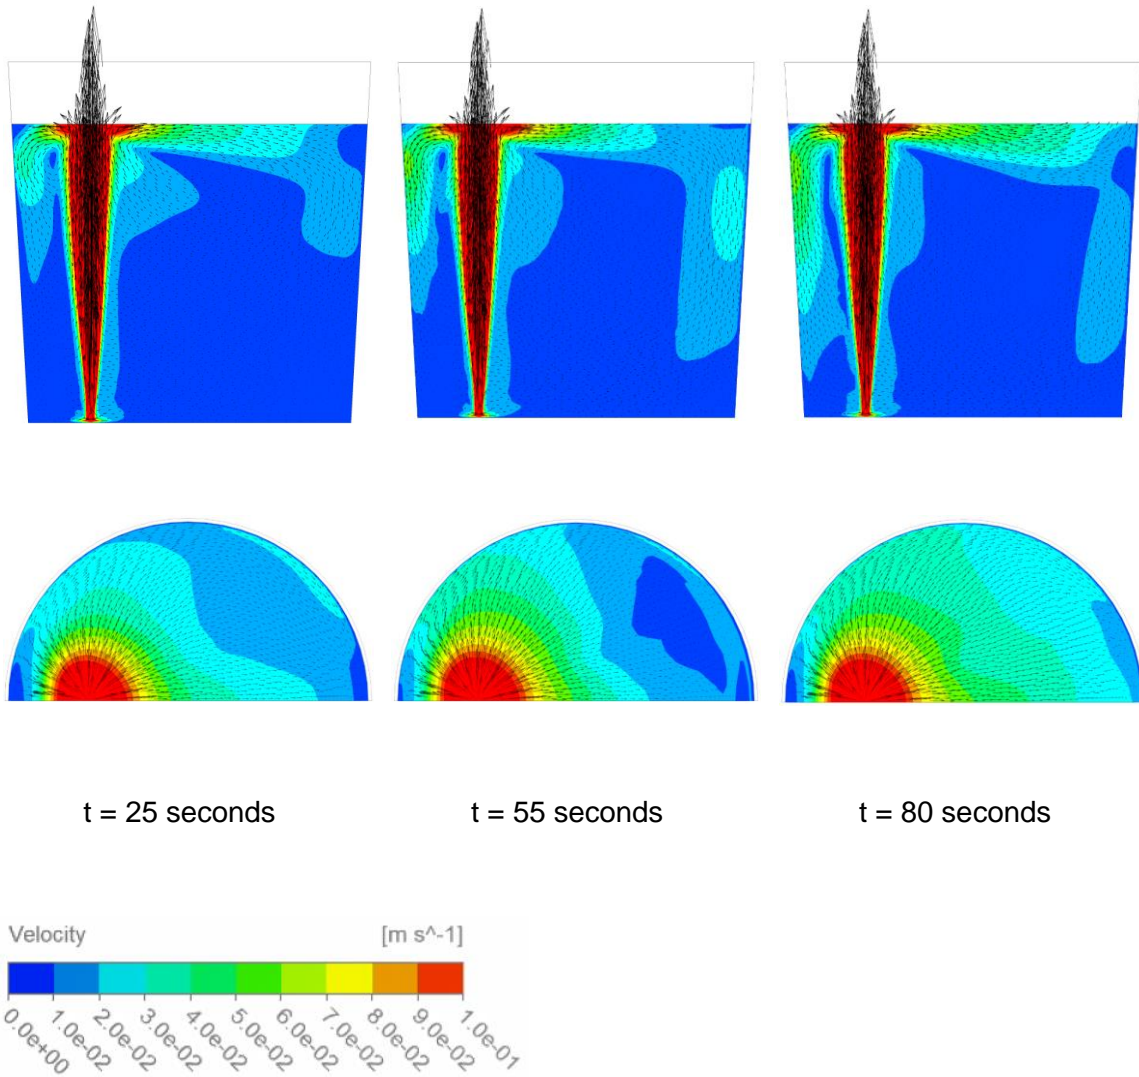 t = 25 seconds
t = 55 seconds
t = 80 seconds
Velocity
[m s^-1]
0.0e+00
1.0e-02
2.0e-02
3.0e-02
4.0e-02
5.0e-02
6.0e-02
7.0e-02
8.0e-02
9.0e-02
1.0e-01